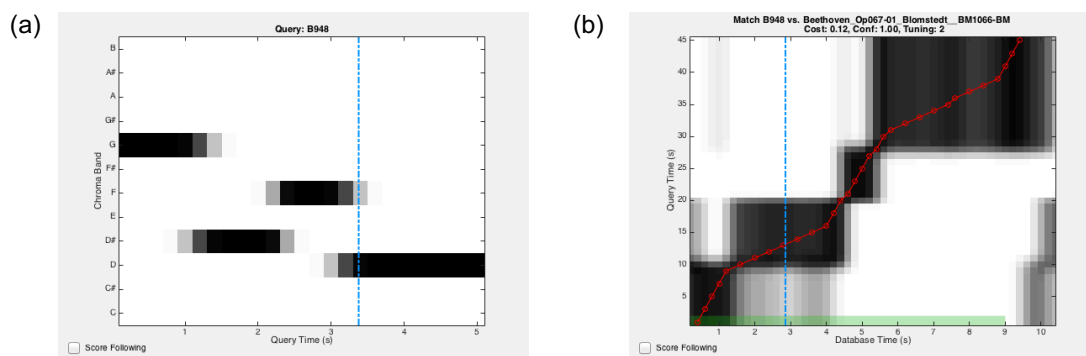 (a)
Query: B948
Chroma Band
B
A#
A
G#
G
F#
F
E
D#
D
C#
C
1 2 3 4 5
Query Time (s)
Score Following
(b)
Match B948 vs. Beethoven_Op067-01_Blomstedt__BM1066-BM
Cost: 0.12, Conf: 1.00, Tuning: 2
Query Time (s)
45
40
35
30
25
20
15
10
5
1 2 3 4 5 6 7 8 9 10
Database Time (s)
Score Following